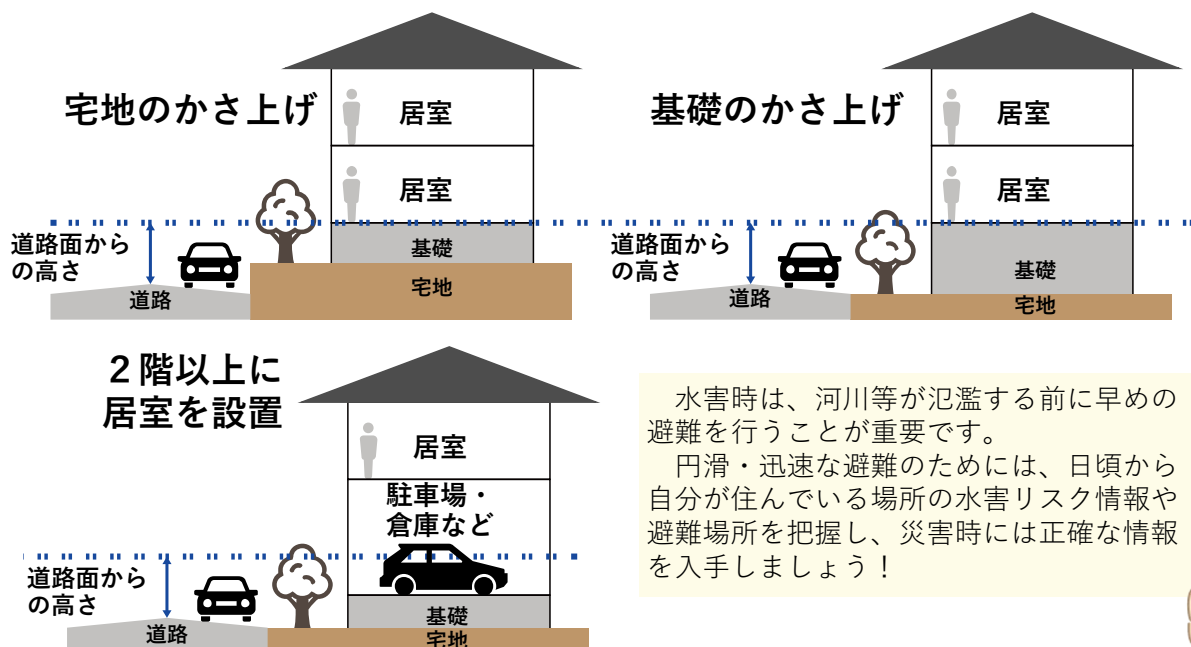 宅地のかさ上げ
居室
居室
道路面から
の高さ
基礎
宅地
道路
基礎のかさ上げ
居室
居室
道路面から
の高さ
基礎
道路
宅地
２階以上に
居室を設置
居室
駐車場・
倉庫など
道路面から
の高さ
基礎
道路
宅地
　水害時は、河川等が氾濫する前に早めの
避難を行うことが重要です。
　円滑・迅速な避難のためには、日頃から
自分が住んでいる場所の水害リスク情報や
避難場所を把握し、災害時には正確な情報
を入手しましょう！